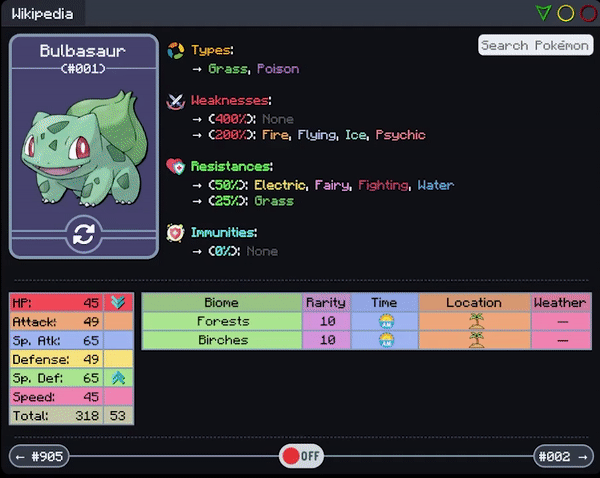 Wikipedia
Bulbasaur
(#001)
Types:
→ Grass, Poison
Search Pokémon
Weaknesses:
→ (400%): None
→ (200%): Fire, Flying, Ice, Psychic
Resistances:
→ (50%): Electric, Fairy, Fighting, Water
→ (25%): Grass
Immunities:
→ (0%): None
HP: 45
Attack: 49
Sp. Atk: 65
Defense: 49
Sp. Def: 65
Speed: 45
Total: 318 53
Biome Rarity Time Location Weather
Forests 10 AM —
Birches 10 AM —
← #905
OFF
#002 →